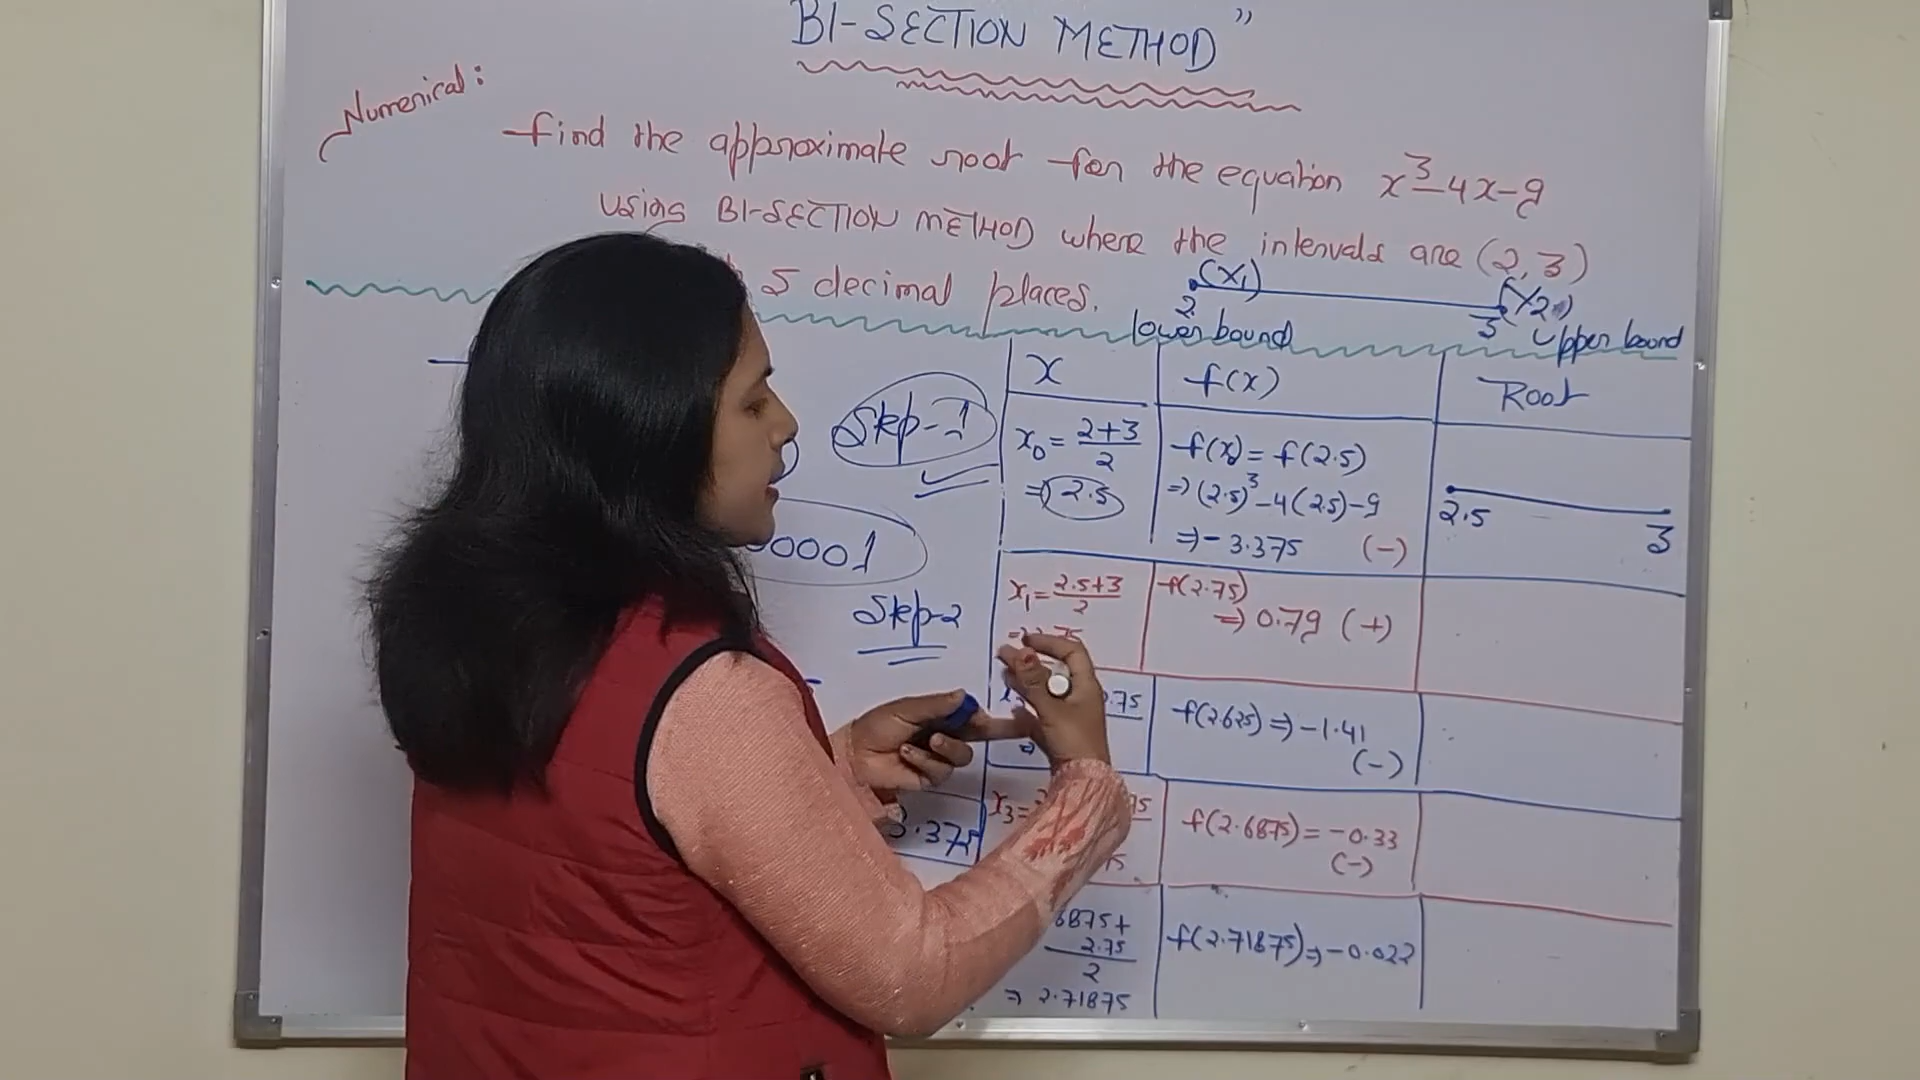 BI-SECTION METHOD"
Numerical:
find the approximate root for the equation x³-4x-9
using BI-SECTION METHOD where the intervals are (2, 3)
5 decimal places.
(x₁)
2
lower bound
(x₂)
3
Upper bound
x
f(x)
Root
Step-1
x₀ = 2+3/2
=> 2.5
f(x₀) = f(2.5)
=> (2.5)³-4(2.5)-9
=> - 3.375 (-)
2.5
3
00001
Step-2
x₁ = 2.5+3/2
f(2.75)
=> 0.79 (+)
.75
f(2.625) => -1.41
(-)
3.375
x₃=
75
f(2.6875) = -0.33
(-)
6875+
2.75
2
=> 2.71875
f(2.71875) => -0.022